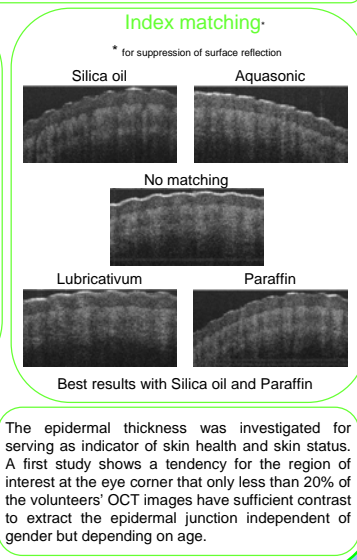 Index matching*
* for suppression of surface reflection
Silica oil Aquasonic
No matching
Lubricativum Paraffin
Best results with Silica oil and Paraffin
The epidermal thickness was investigated for
serving as indicator of skin health and skin status.
A first study shows a tendency for the region of
interest at the eye corner that only less than 20% of
the volunteers' OCT images have sufficient contrast
to extract the epidermal junction independent of
gender but depending on age.